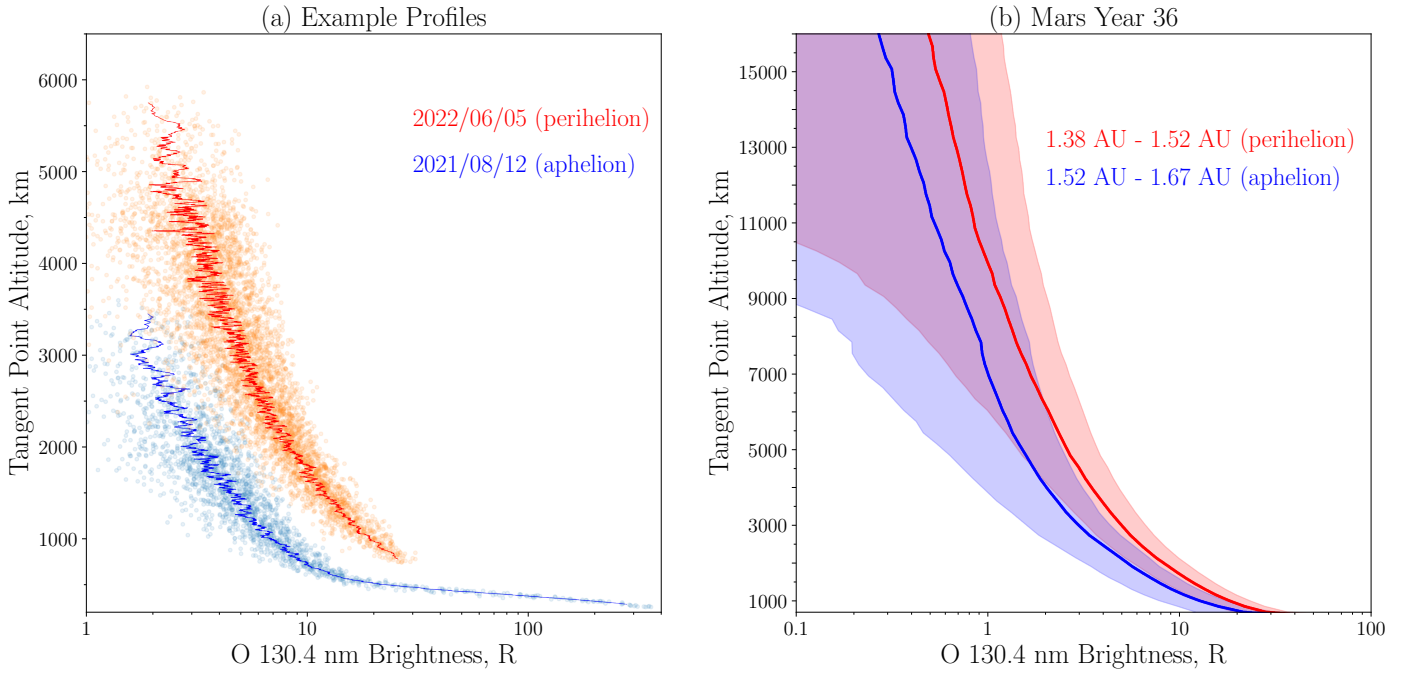 (a) Example Profiles
6000
5000
4000
3000
2000
1000
Tangent Point Altitude, km
2022/06/05 (perihelion)
2021/08/12 (aphelion)
1
10
100
O 130.4 nm Brightness, R
(b) Mars Year 36
15000
13000
11000
9000
7000
5000
3000
1000
Tangent Point Altitude, km
1.38 AU - 1.52 AU (perihelion)
1.52 AU - 1.67 AU (aphelion)
0.1
1
10
100
O 130.4 nm Brightness, R